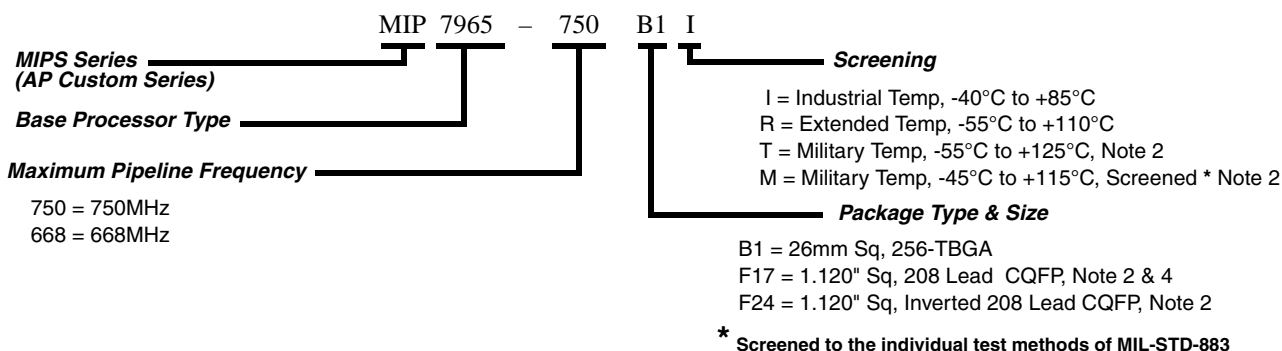 MIP 7965 – 750 B1 I
MIPS Series
(AP Custom Series)
Base Processor Type
Maximum Pipeline Frequency
750 = 750MHz
668 = 668MHz
Screening
I = Industrial Temp, -40°C to +85°C
R = Extended Temp, -55°C to +110°C
T = Military Temp, -55°C to +125°C, Note 2
M = Military Temp, -45°C to +115°C, Screened * Note 2
Package Type & Size
B1 = 26mm Sq, 256-TBGA
F17 = 1.120" Sq, 208 Lead CQFP, Note 2 & 4
F24 = 1.120" Sq, Inverted 208 Lead CQFP, Note 2
* Screened to the individual test methods of MIL-STD-883